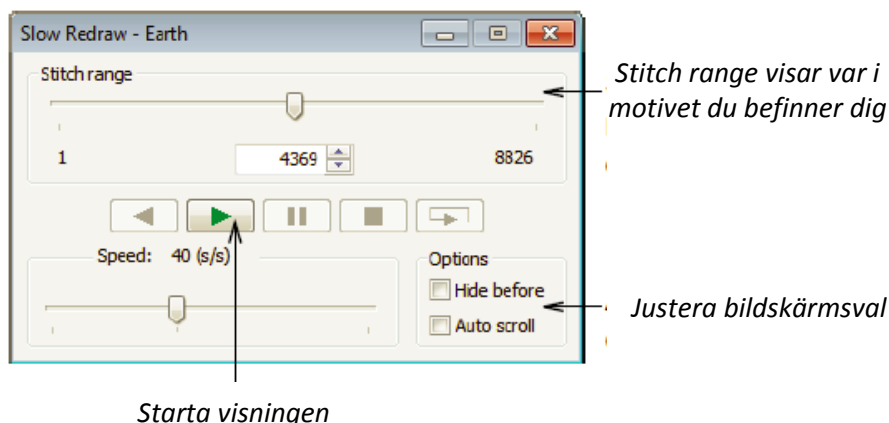 Slow Redraw - Earth
Stitch range
Stitch range visar var i
motivet du befinner dig
1 4369 8826
Speed: 40 (s/s)
Options
Hide before
Justera bildskärmsval
Auto scroll
Starta visningen